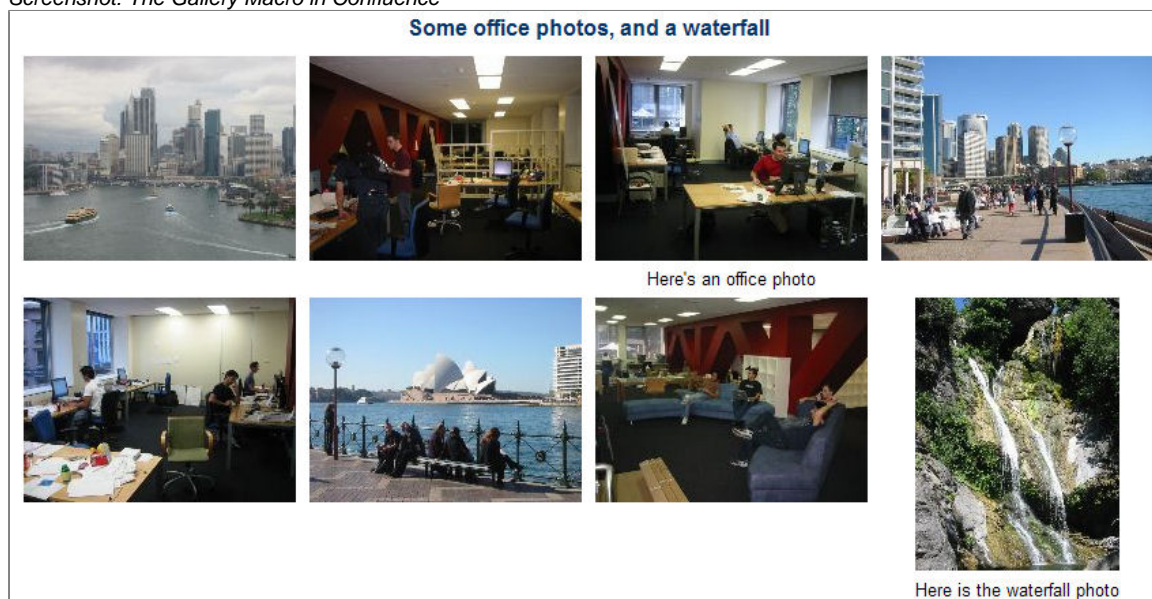 Screenshot: The Gallery Macro in Confluence
Some office photos, and a waterfall
Here's an office photo
Here is the waterfall photo